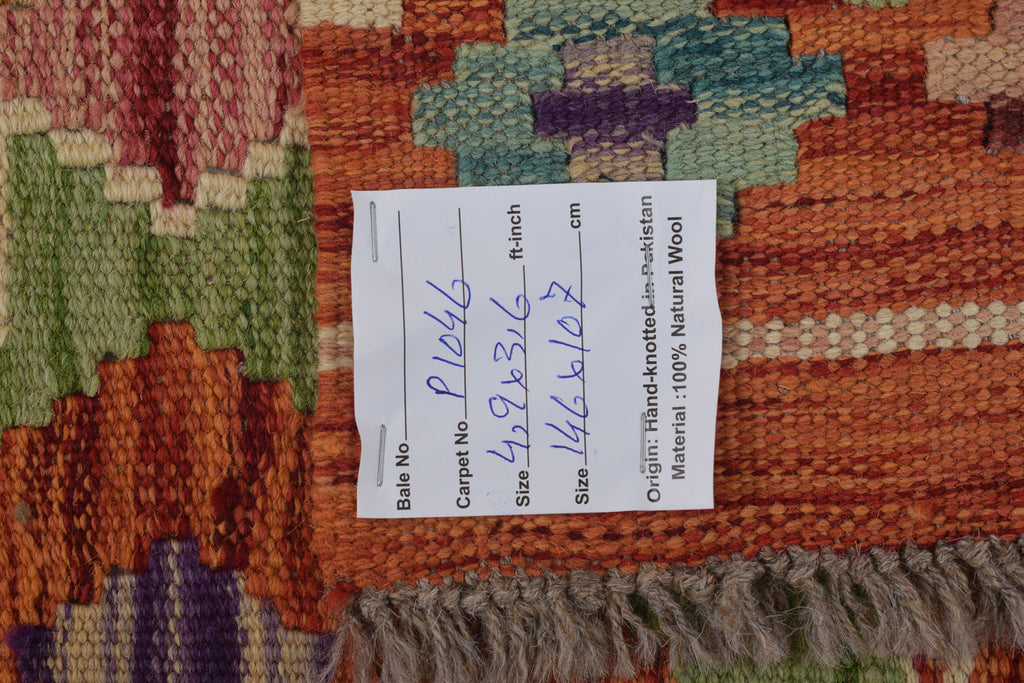 Bale No
Carpet No P1046
Size 4,9x3,6 ft-inch
Size 146x107 cm
Origin: Hand-knotted in Pakistan
Material :100% Natural Wool